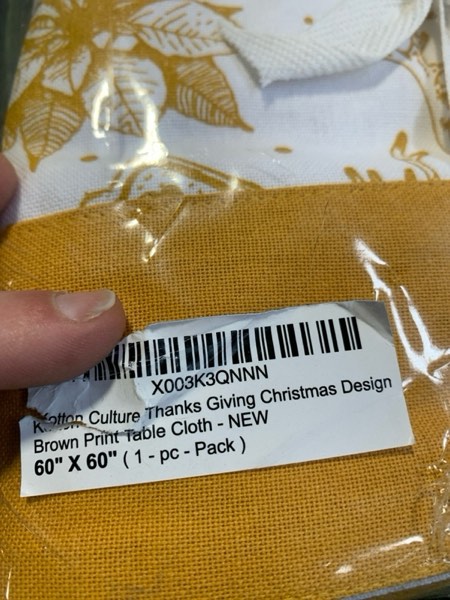 X003K3QNNN
Kotton Culture Thanks Giving Christmas Design
Brown Print Table Cloth - NEW
60" X 60" ( 1 - pc - Pack )